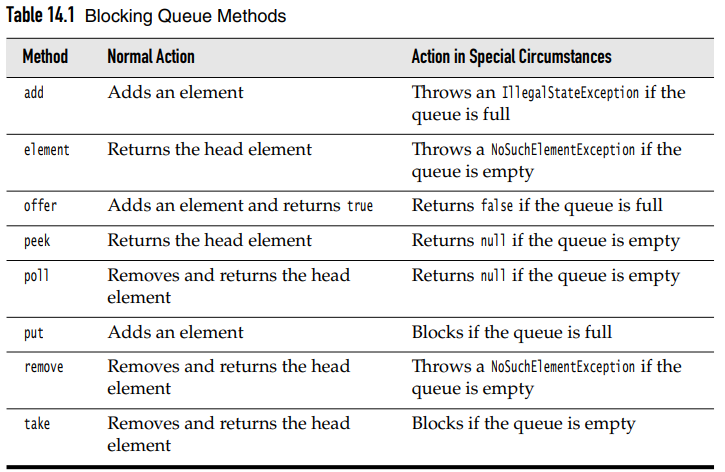 Table 14.1 Blocking Queue Methods
Method Normal Action Action in Special Circumstances
add Adds an element Throws an IllegalStateException if the
queue is full
element Returns the head element Throws a NoSuchElementException if the
queue is empty
offer Adds an element and returns true Returns false if the queue is full
peek Returns the head element Returns null if the queue is empty
poll Removes and returns the head Returns null if the queue is empty
element
put Adds an element Blocks if the queue is full
remove Removes and returns the head Throws a NoSuchElementException if the
element queue is empty
take Removes and returns the head Blocks if the queue is empty
element